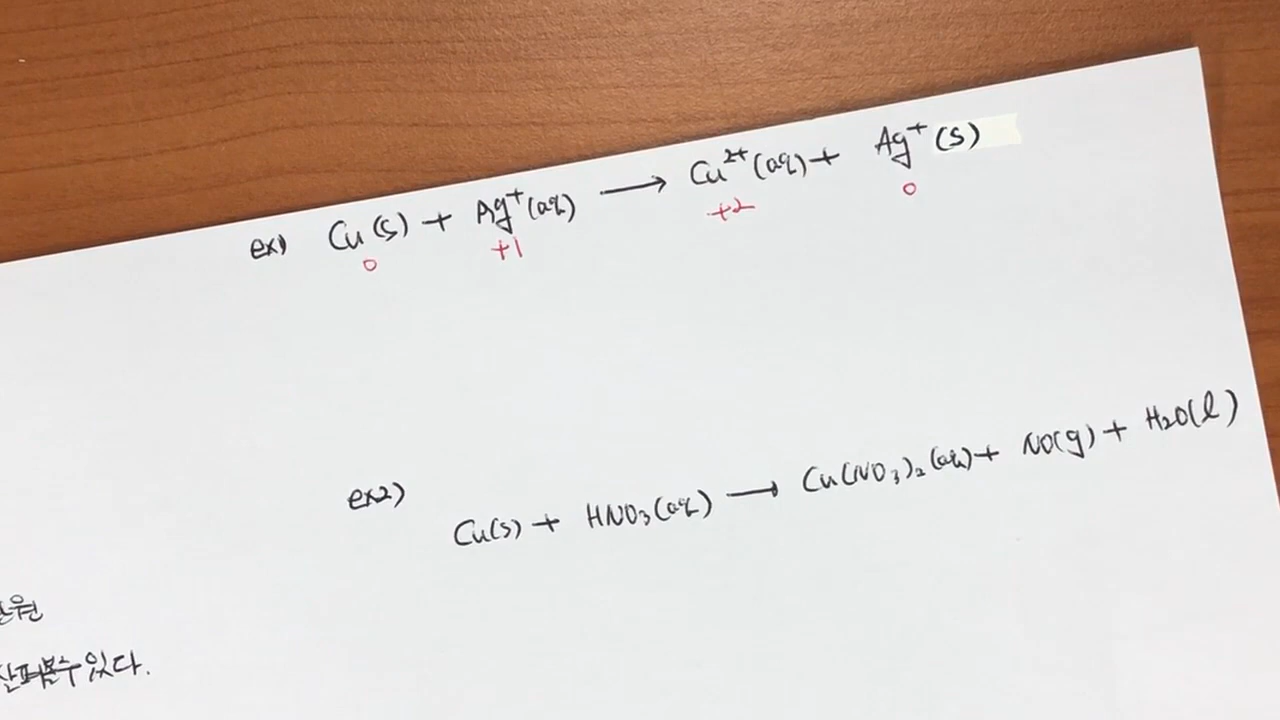 ex) Cu(s) + Ag⁺(aq) ⟶ Cu²⁺(aq) + Ag⁺(s)
0 +1 +2 0
ex2) Cu(s) + HNO₃(aq) ⟶ Cu(NO₃)₂(aq) + NO(g) + H₂O(l)
수 있다.